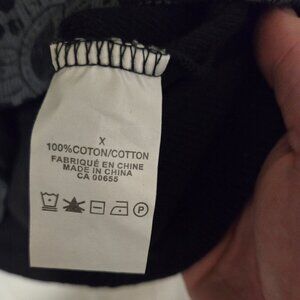 X
100%COTON/COTTON
FABRIQUÉ EN CHINE
MADE IN CHINA
CA 00655
P